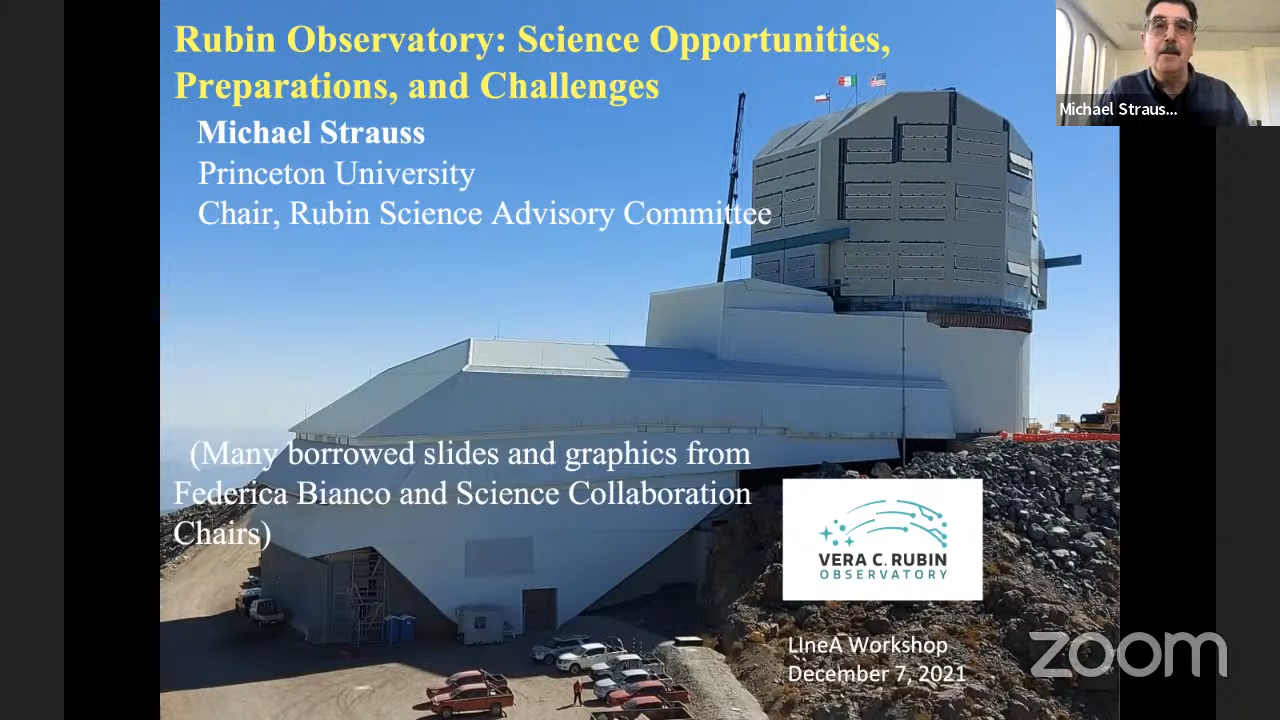 Rubin Observatory: Science Opportunities,
Preparations, and Challenges
Michael Strauss
Princeton University
Chair, Rubin Science Advisory Committee
Michael Straus...
(Many borrowed slides and graphics from
Federica Bianco and Science Collaboration
Chairs)
VERA C. RUBIN
OBSERVATORY
LIneA Workshop
December 7, 2021
zoom